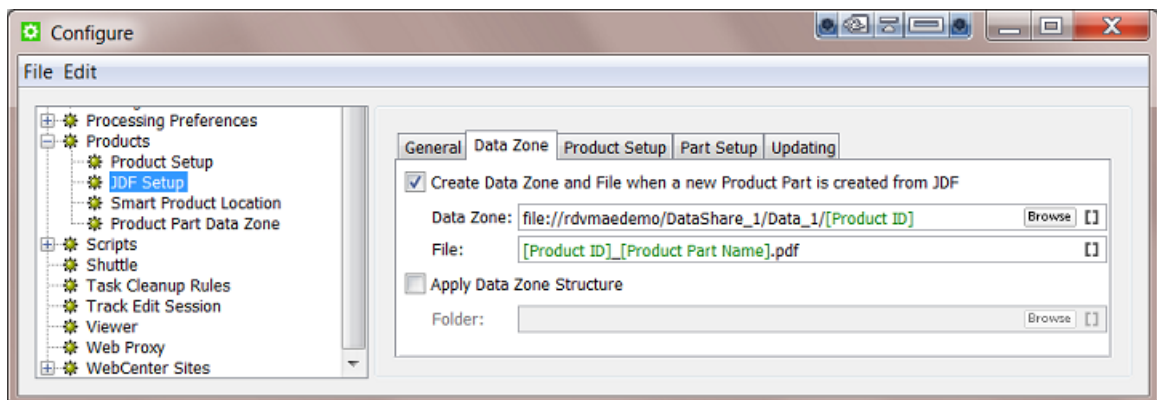 Configure
File Edit
Processing Preferences
Products
Product Setup
JDF Setup
Smart Product Location
Product Part Data Zone
Scripts
Shuttle
Task Cleanup Rules
Track Edit Session
Viewer
Web Proxy
WebCenter Sites
General Data Zone Product Setup Part Setup Updating
Create Data Zone and File when a new Product Part is created from JDF
Data Zone: file://rdvmaedemo/DataShare_1/Data_1/[Product ID] Browse []
File: [Product ID]_[Product Part Name].pdf []
Apply Data Zone Structure
Folder: Browse []